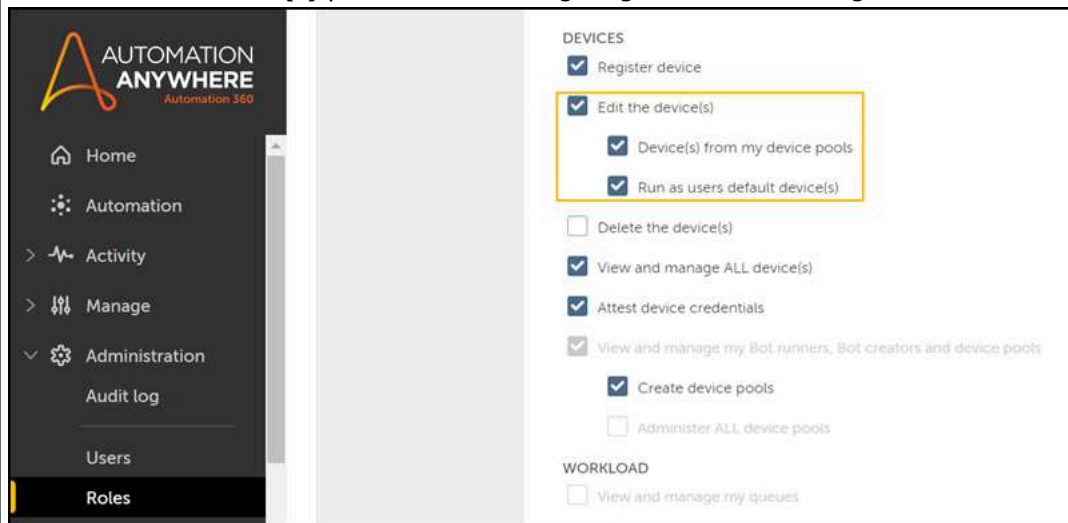 AUTOMATION
ANYWHERE
Automation 360
Home
Automation
Activity
Manage
Administration
Audit log
Users
Roles
DEVICES
Register device
Edit the device(s)
Device(s) from my device pools
Run as users default device(s)
Delete the device(s)
View and manage ALL device(s)
Attest device credentials
View and manage my Bot runners, Bot creators and device pools
Create device pools
Administer ALL device pools
WORKLOAD
View and manage my queues